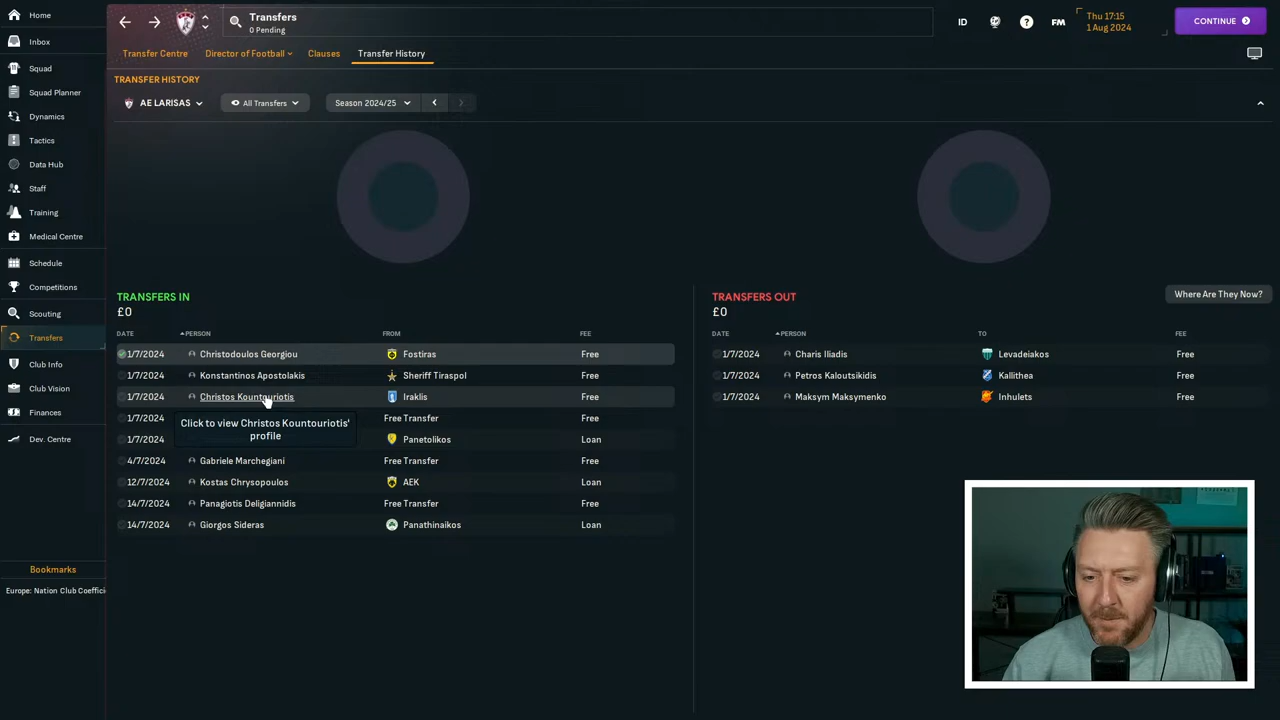 Home
Inbox
Squad
Squad Planner
Dynamics
Tactics
Data Hub
Staff
Training
Medical Centre
Schedule
Competitions
Scouting
Transfers
Club Info
Club Vision
Finances
Dev. Centre
Bookmarks
Europe: Nation Club Coeffici
Transfers
0 Pending
ID
?
FM
Thu 17:15
1 Aug 2024
CONTINUE
Transfer Centre
Director of Football
Clauses
Transfer History
TRANSFER HISTORY
AE LARISAS
All Transfers
Season 2024/25
TRANSFERS IN
£0
DATE PERSON FROM FEE
1/7/2024 Christodoulos Georgiou Fostiras Free
1/7/2024 Konstantinos Apostolakis Sheriff Tiraspol Free
1/7/2024 Christos Kountouriotis Iraklis Free
1/7/2024 Free Transfer Free
1/7/2024 Panetolikos Loan
Click to view Christos Kountouriotis'
profile
4/7/2024 Gabriele Marchegiani Free Transfer Free
12/7/2024 Kostas Chrysopoulos AEK Loan
14/7/2024 Panagiotis Deligiannidis Free Transfer Free
14/7/2024 Giorgos Sideras Panathinaikos Loan
TRANSFERS OUT
£0
Where Are They Now?
DATE PERSON TO FEE
1/7/2024 Charis Iliadis Levadeiakos Free
1/7/2024 Petros Kaloutsikidis Kallithea Free
1/7/2024 Maksym Maksymenko Inhulets Free